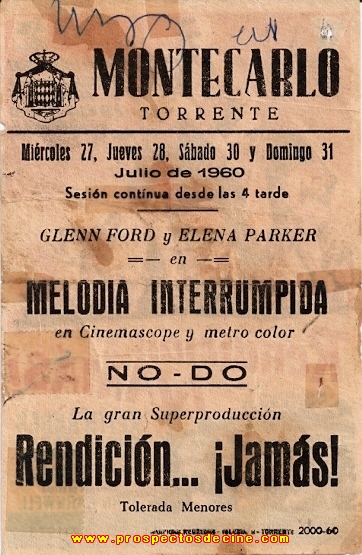 MONTECARLO
TORRENTE
Miércoles 27, Jueves 28, Sábado 30 y Domingo 31
Julio de 1960
Sesión contínua desde las 4 tarde
GLENN FORD y ELENA PARKER
en
MELODIA INTERRUMPIDA
en Cinemascope y metro color
NO-DO
La gran Superproducción
Rendición... ¡Jamás!
Tolerada Menores
TORRENTE 2000-60
www.prospectosdecine.com